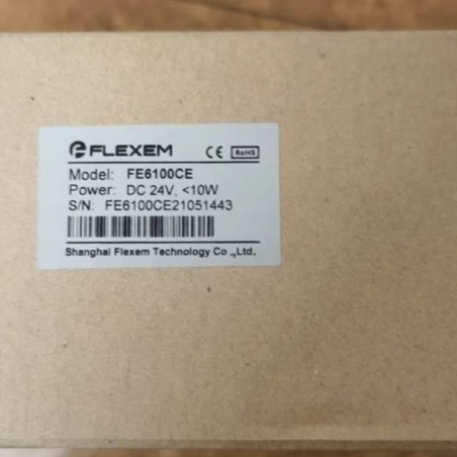 FLEXEM CE RoHS
Model: FE6100CE
Power: DC 24V, <10W
S/N: FE6100CE21051443
Shanghai Flexem Technology Co .,Ltd.